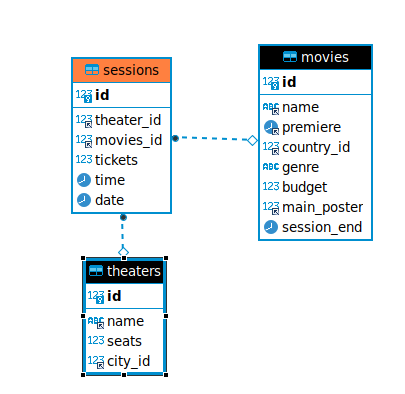 sessions
123 id
123 theater_id
123 movies_id
123 tickets
time
date
movies
123 id
ABC name
premiere
123 country_id
ABC genre
123 budget
123 main_poster
session_end
theaters
123 id
ABC name
123 seats
123 city_id